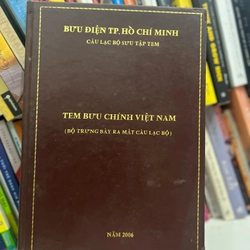 BƯU ĐIỆN TP. HỒ CHÍ MINH
CÂU LẠC BỘ SƯU TẬP TEM
TEM BƯU CHÍNH VIỆT NAM
(BỘ TRƯNG BÀY RA MẮT CÂU LẠC BỘ)
NĂM 2006